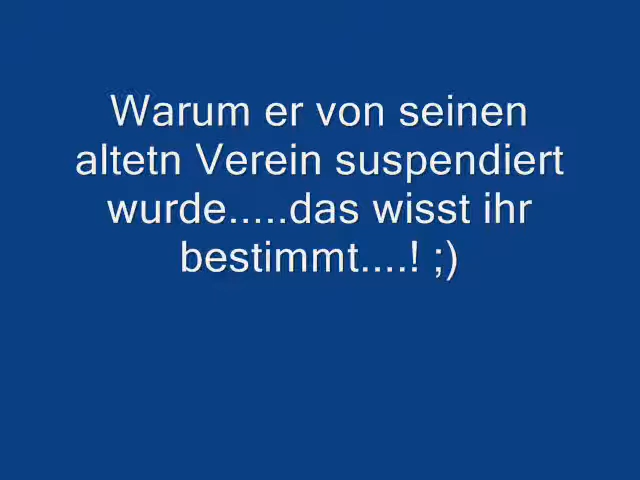 Warum er von seinen
altetn Verein suspendiert
wurde.....das wisst ihr
bestimmt....! ;)